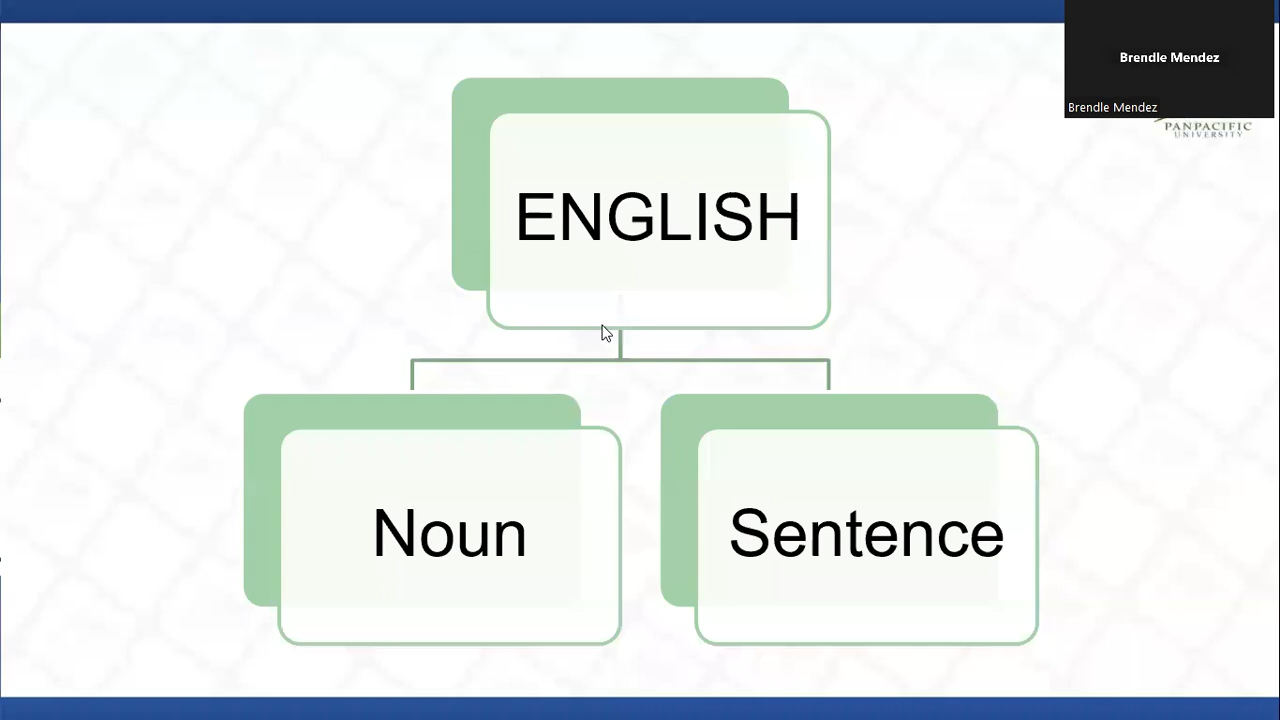 Brendle Mendez
Brendle Mendez
PANPACIFIC
UNIVERSITY
ENGLISH
Noun
Sentence